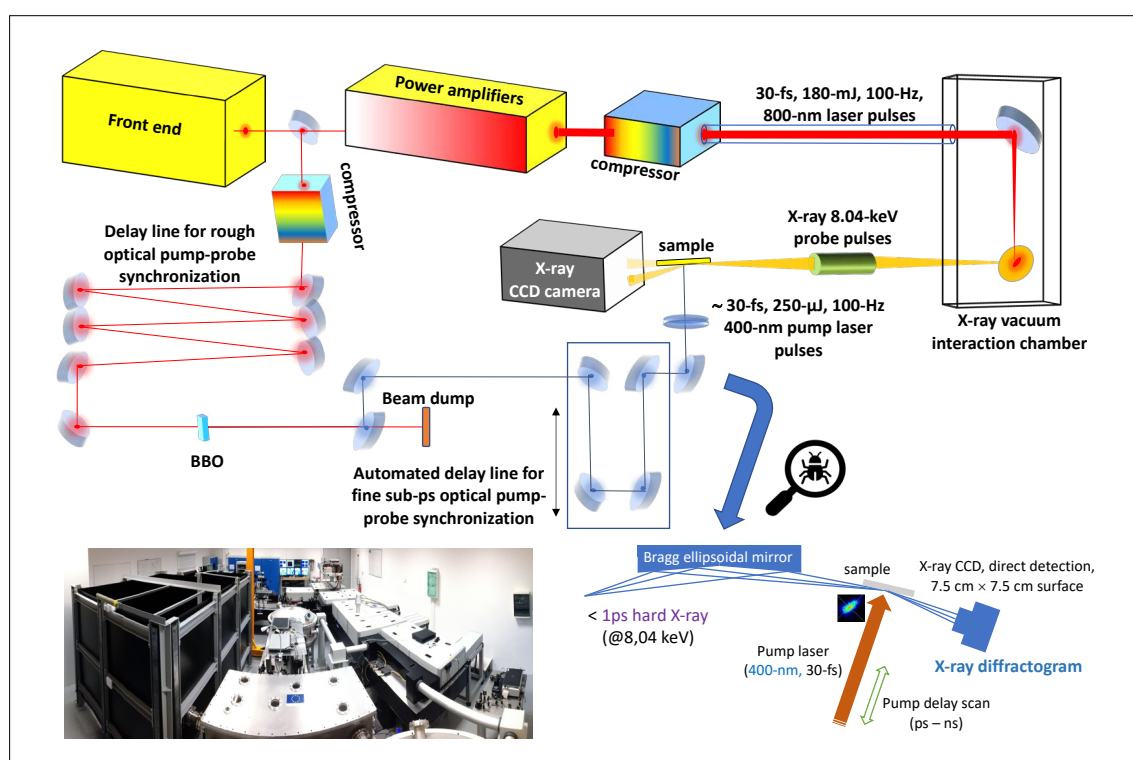 Front end
Power amplifiers
compressor
30-fs, 180-mJ, 100-Hz,
800-nm laser pulses
compressor
Delay line for rough
optical pump-probe
synchronization
X-ray
CCD camera
sample
X-ray 8.04-keV
probe pulses
~ 30-fs, 250-µJ, 100-Hz
400-nm pump laser
pulses
X-ray vacuum
interaction chamber
BBO
Beam dump
Automated delay line for
fine sub-ps optical pump-
probe synchronization
Bragg ellipsoidal mirror
sample
X-ray CCD, direct detection,
7.5 cm × 7.5 cm surface
< 1ps hard X-ray
(@8,04 keV)
Pump laser
(400-nm, 30-fs)
X-ray diffractogram
Pump delay scan
(ps – ns)